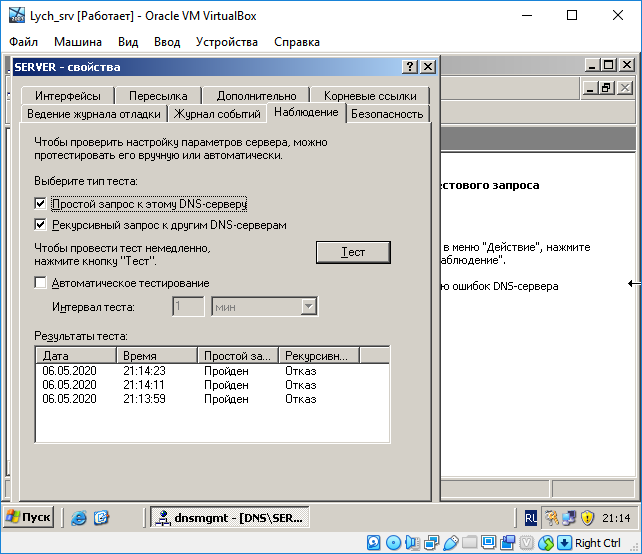 Lych_srv [Работает] - Oracle VM VirtualBox
Файл Машина Вид Ввод Устройства Справка
SERVER - свойства
Интерфейсы Пересылка Дополнительно Корневые ссылки
Ведение журнала отладки Журнал событий Наблюдение Безопасность
Чтобы проверить настройку параметров сервера, можно
протестировать его вручную или автоматически.
Выберите тип теста:
Простой запрос к этому DNS-серверу
Рекурсивный запрос к другим DNS-серверам
Чтобы провести тест немедленно,
нажмите кнопку "Тест".
Тест
Автоматическое тестирование
Интервал теста: 1 мин
Результаты теста:
Дата Время Простой за... Рекурсивн...
06.05.2020 21:14:23 Пройден Отказ
06.05.2020 21:14:11 Пройден Отказ
06.05.2020 21:13:59 Пройден Отказ
стового запроса
в меню "Действие", нажмите
аблюдение".
ю ошибок DNS-сервера
Пуск dnsmgmt - [DNS\SER... RU 21:14
Right Ctrl